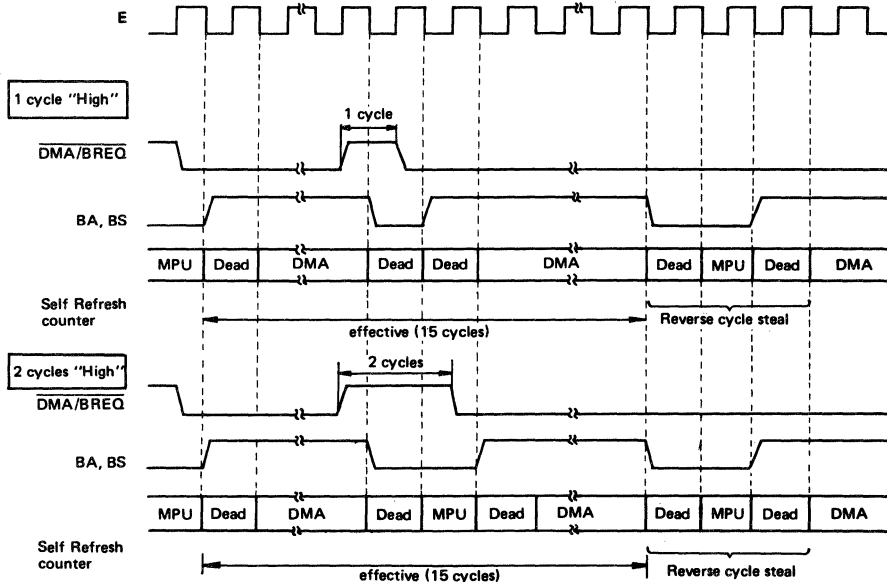 E
1 cycle "High"
1 cycle
DMA/BREQ
BA, BS
MPU Dead DMA Dead Dead DMA Dead MPU Dead DMA
Self Refresh
counter
effective (15 cycles)
Reverse cycle steal
2 cycles "High"
2 cycles
DMA/BREQ
BA, BS
MPU Dead DMA Dead MPU Dead DMA Dead MPU Dead DMA
Self Refresh
counter
effective (15 cycles)
Reverse cycle steal